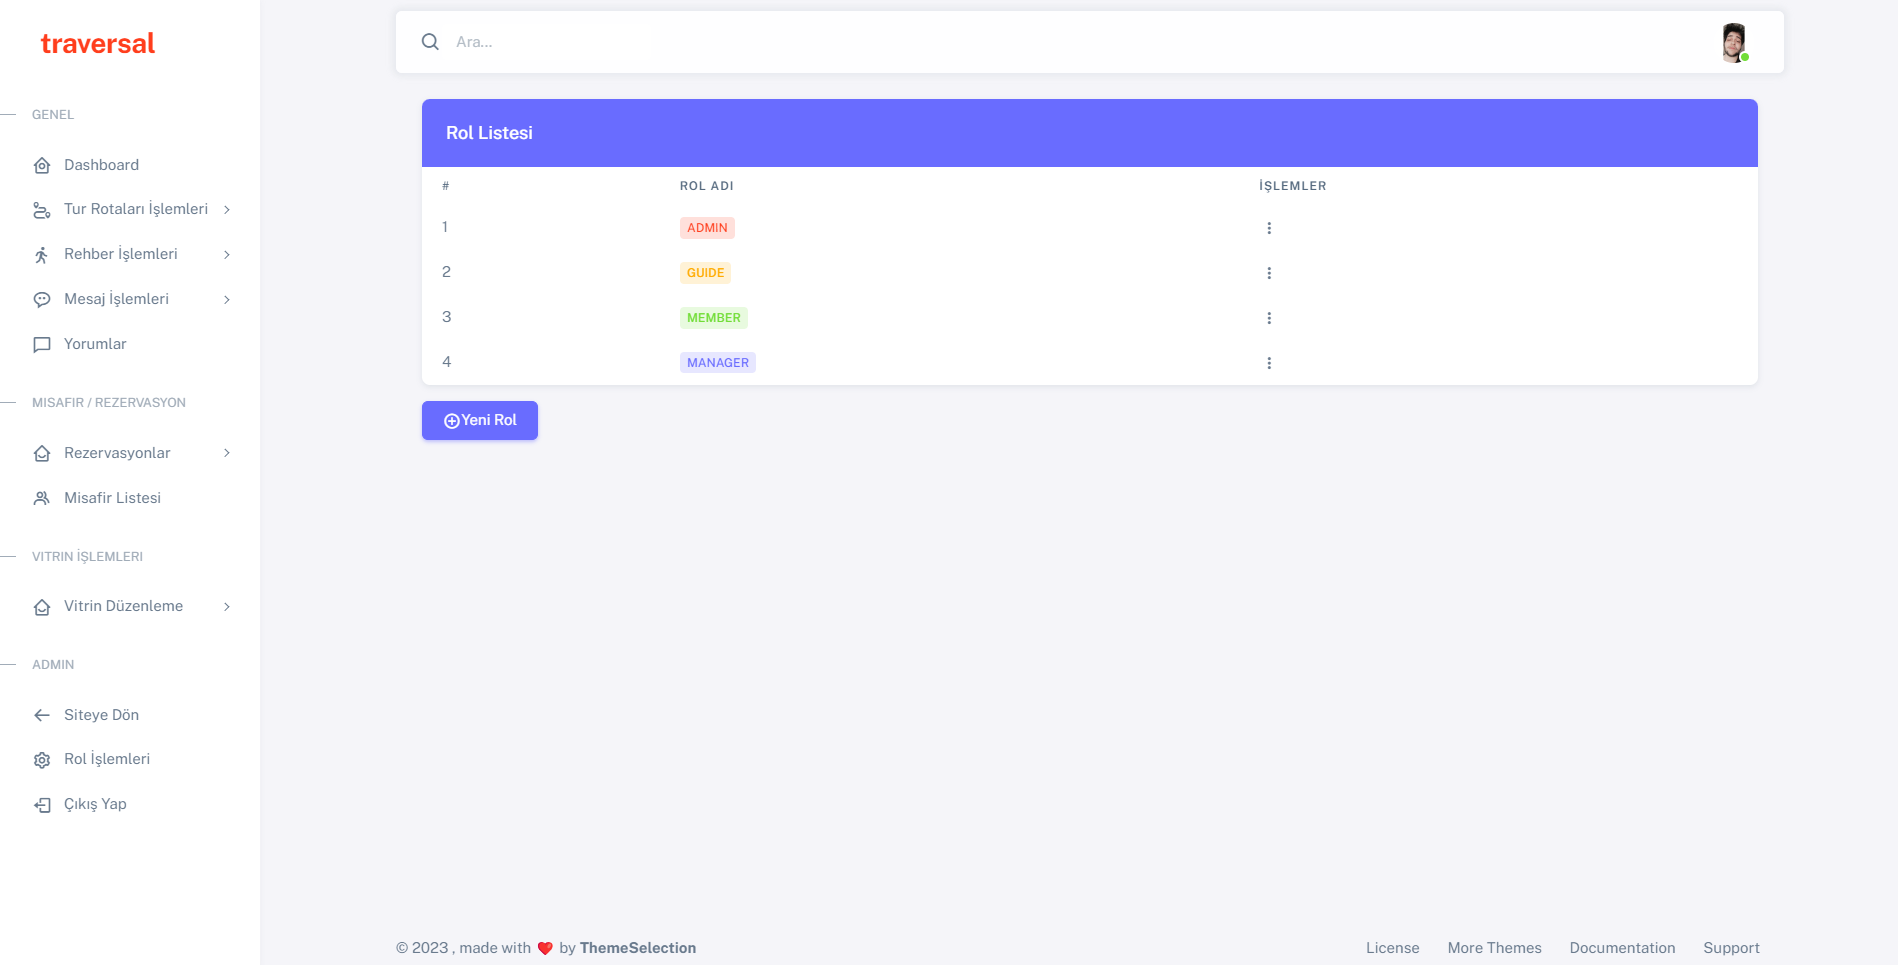 traversal
GENEL
Dashboard
Tur Rotaları İşlemleri
Rehber İşlemleri
Mesaj İşlemleri
Yorumlar
MISAFIR / REZERVASYON
Rezervasyonlar
Misafir Listesi
VITRIN İŞLEMLERI
Vitrin Düzenleme
ADMIN
Siteye Dön
Rol İşlemleri
Çıkış Yap
Ara...
Rol Listesi
# ROL ADI İŞLEMLER
1 ADMIN
2 GUIDE
3 MEMBER
4 MANAGER
Yeni Rol
© 2023 , made with ❤️ by ThemeSelection
License More Themes Documentation Support